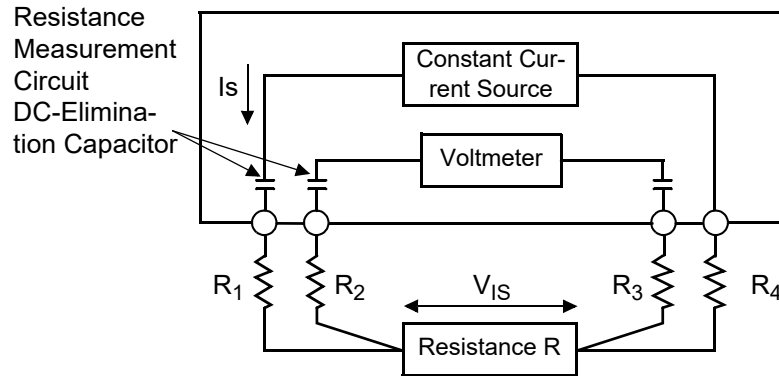 Resistance
Measurement
Circuit
DC-Elimina-
tion Capacitor
Is
Constant Cur-
rent Source
Voltmeter
R1
R2
VIS
R3
R4
Resistance R